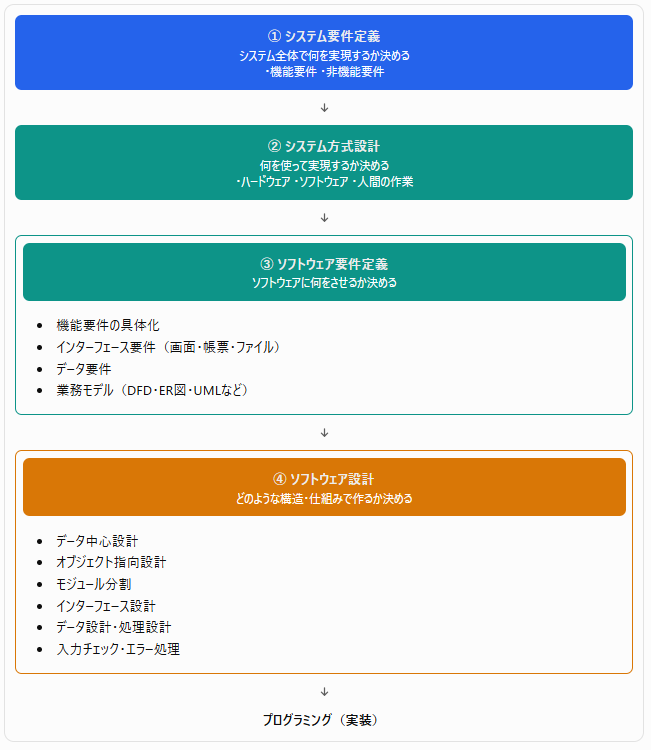 ① システム要件定義
システム全体で何を実現するか決める
・機能要件 ・非機能要件
↓
② システム方式設計
何を使って実現するか決める
・ハードウェア ・ソフトウェア ・人間の作業
↓
③ ソフトウェア要件定義
ソフトウェアに何をさせるか決める
• 機能要件の具体化
• インターフェース要件（画面・帳票・ファイル）
• データ要件
• 業務モデル（DFD・ER図・UMLなど）
↓
④ ソフトウェア設計
どのような構造・仕組みで作るか決める
• データ中心設計
• オブジェクト指向設計
• モジュール分割
• インターフェース設計
• データ設計・処理設計
• 入力チェック・エラー処理
↓
プログラミング（実装）